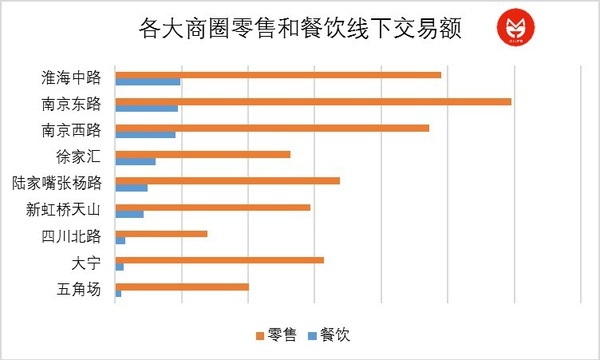 各大商圈零售和餐饮线下交易额
淮海中路
南京东路
南京西路
徐家汇
陆家嘴张杨路
新虹桥天山
四川北路
大宁
五角场
零售 餐饮